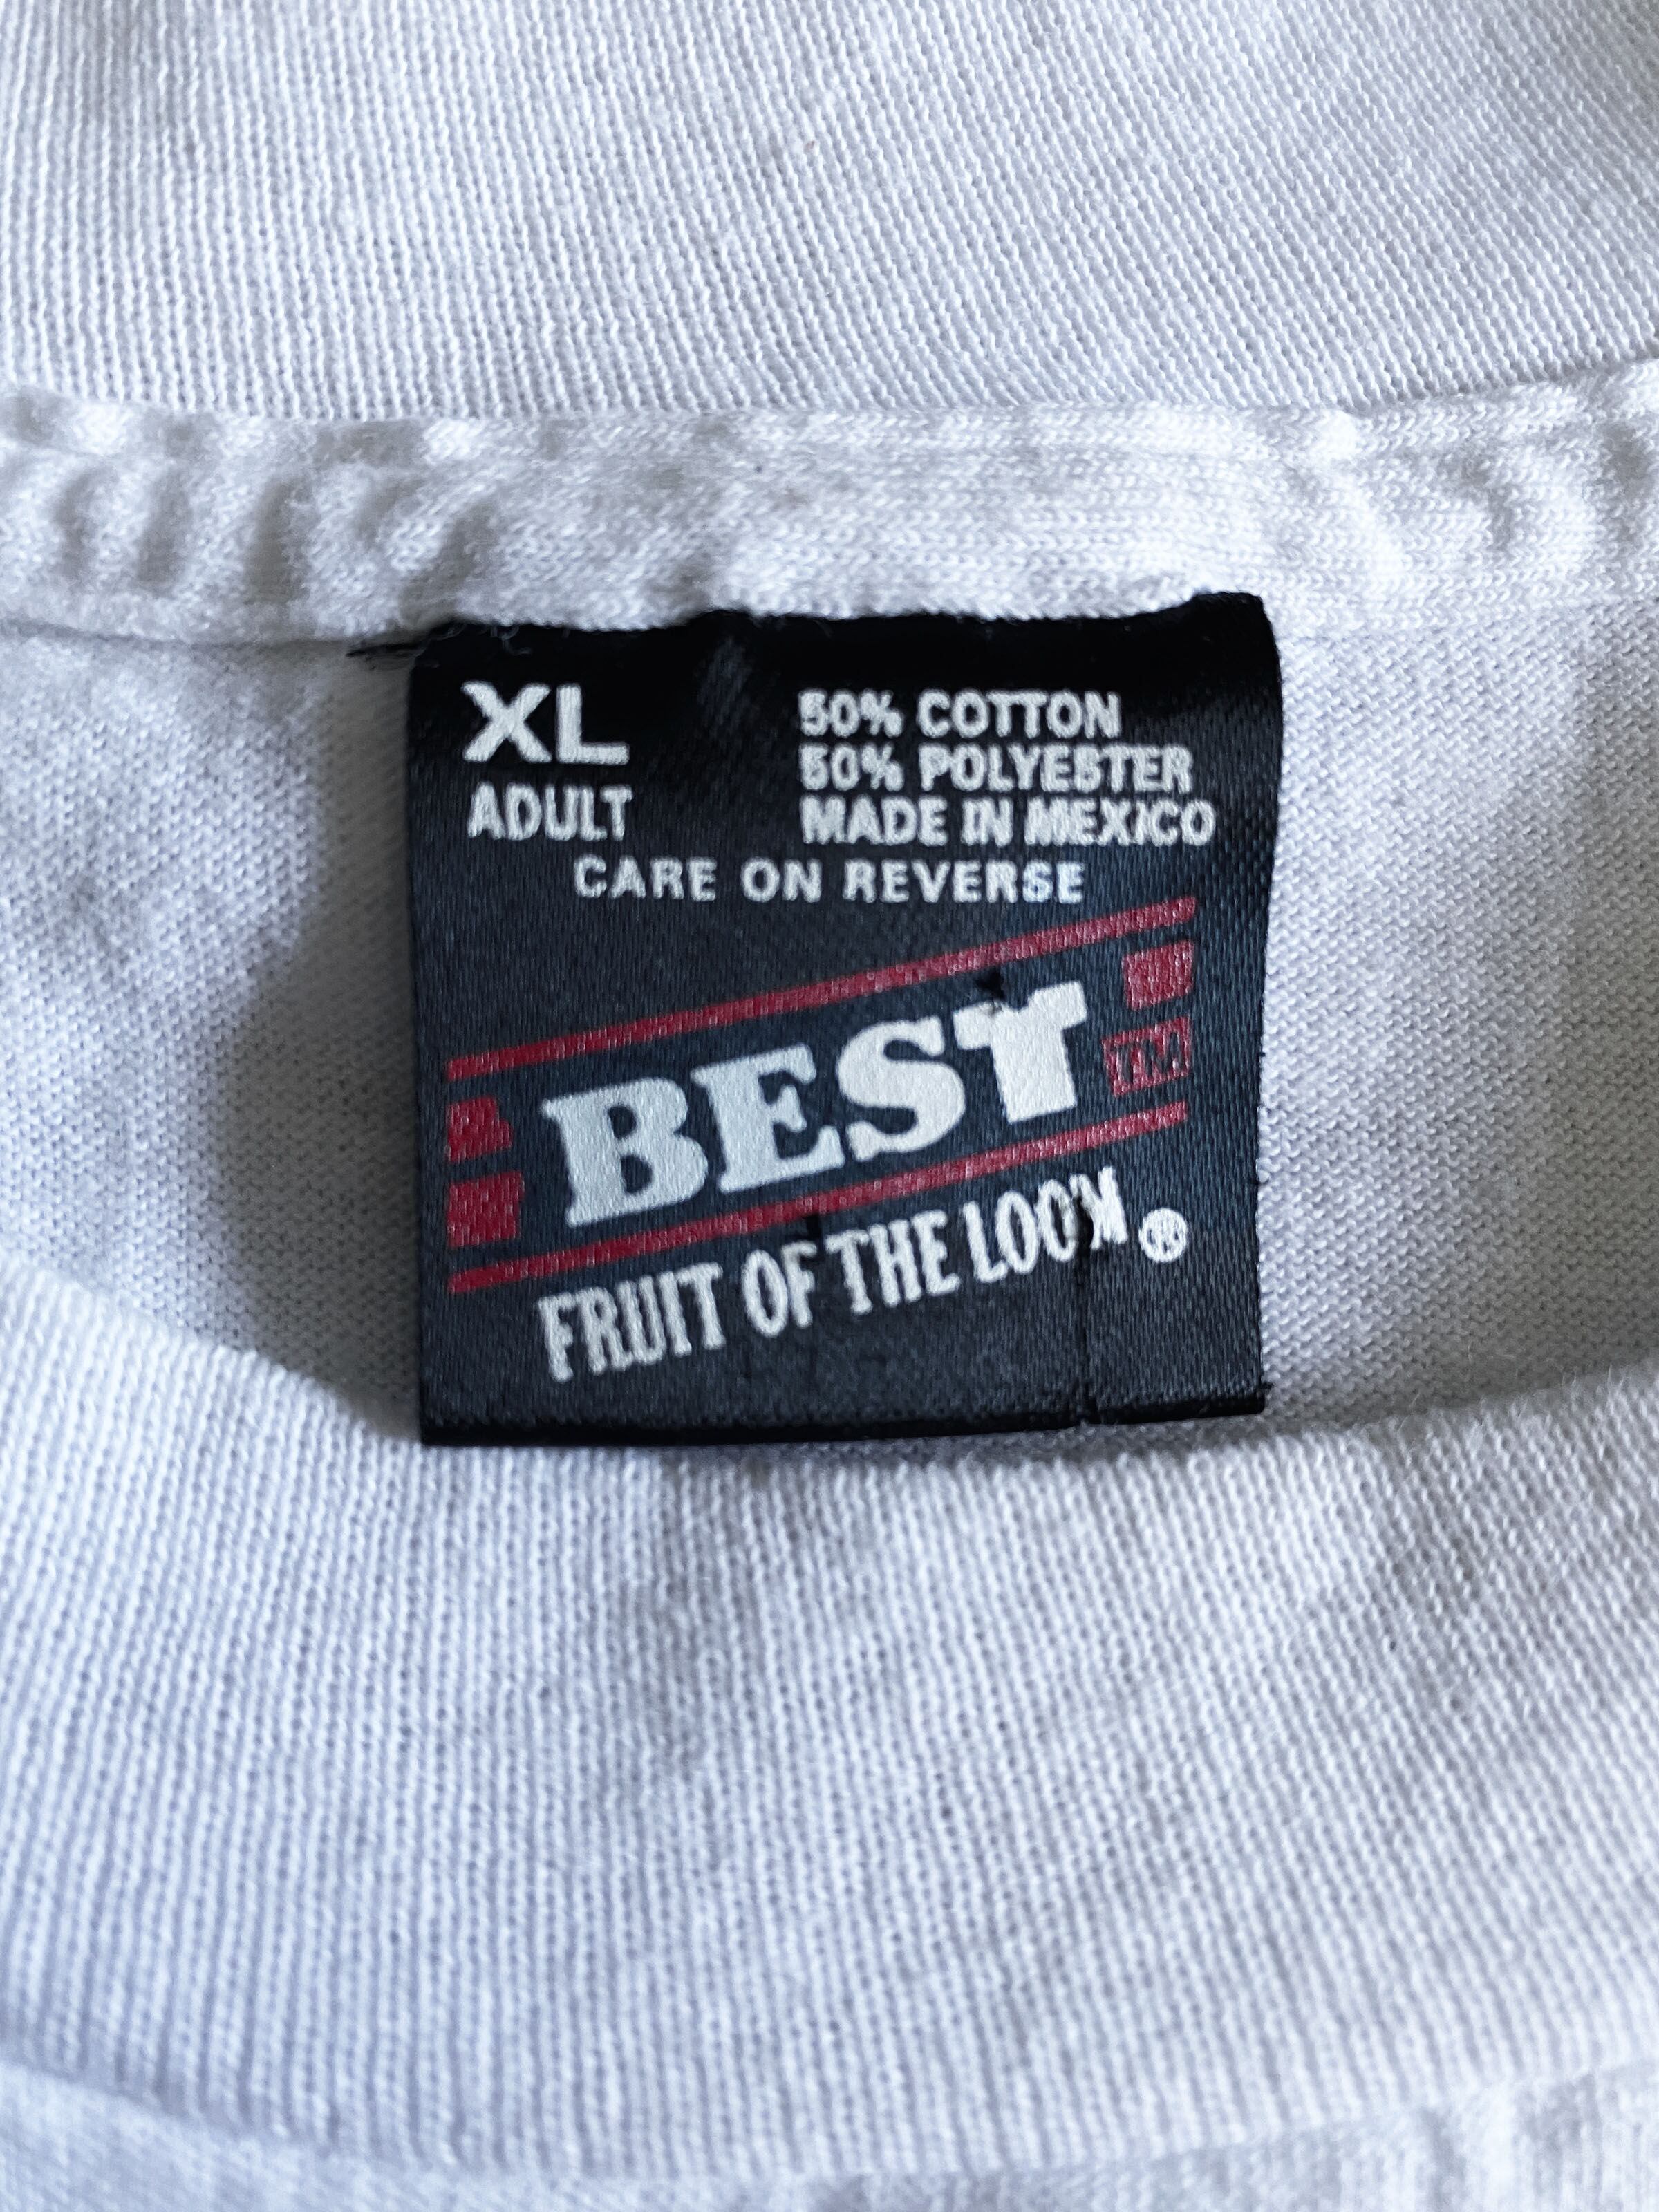 XL
ADULT
50% COTTON
50% POLYESTER
MADE IN MEXICO
CARE ON REVERSE
BEST
TM
FRUIT OF THE LOOM ®